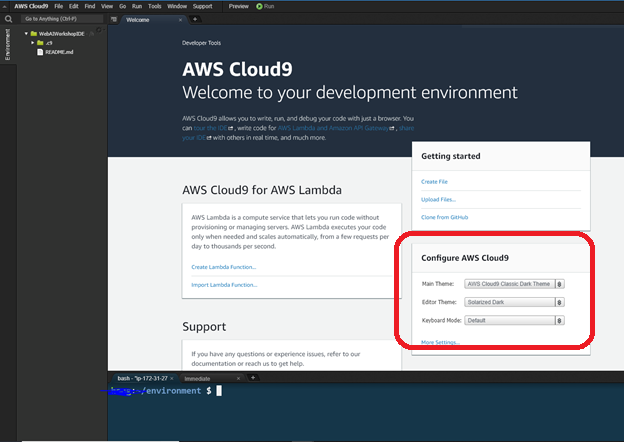 AWS Cloud9 File Edit Find View Go Run Tools Window Support Preview Run
Go to Anything (Ctrl-P)
Welcome
Environment
WebAIWorkshopIDE
.c9
README.md
Developer Tools
AWS Cloud9
Welcome to your development environment
AWS Cloud9 allows you to write, run, and debug your code with just a browser. You
can tour the IDE, write code for AWS Lambda and Amazon API Gateway, share
your IDE with others in real time, and much more.
Getting started
Create File
Upload Files...
Clone from GitHub
AWS Cloud9 for AWS Lambda
AWS Lambda is a compute service that lets you run code without
provisioning or managing servers. AWS Lambda executes your code
only when needed and scales automatically, from a few requests per
day to thousands per second.
Create Lambda Function...
Import Lambda Function...
Configure AWS Cloud9
Main Theme: AWS Cloud9 Classic Dark Theme
Editor Theme: Solarized Dark
Keyboard Mode: Default
More Settings...
Support
If you have any questions or experience issues, refer to our
documentation or reach us to get help.
bash - "ip-172-31-27
Immediate
/environment $